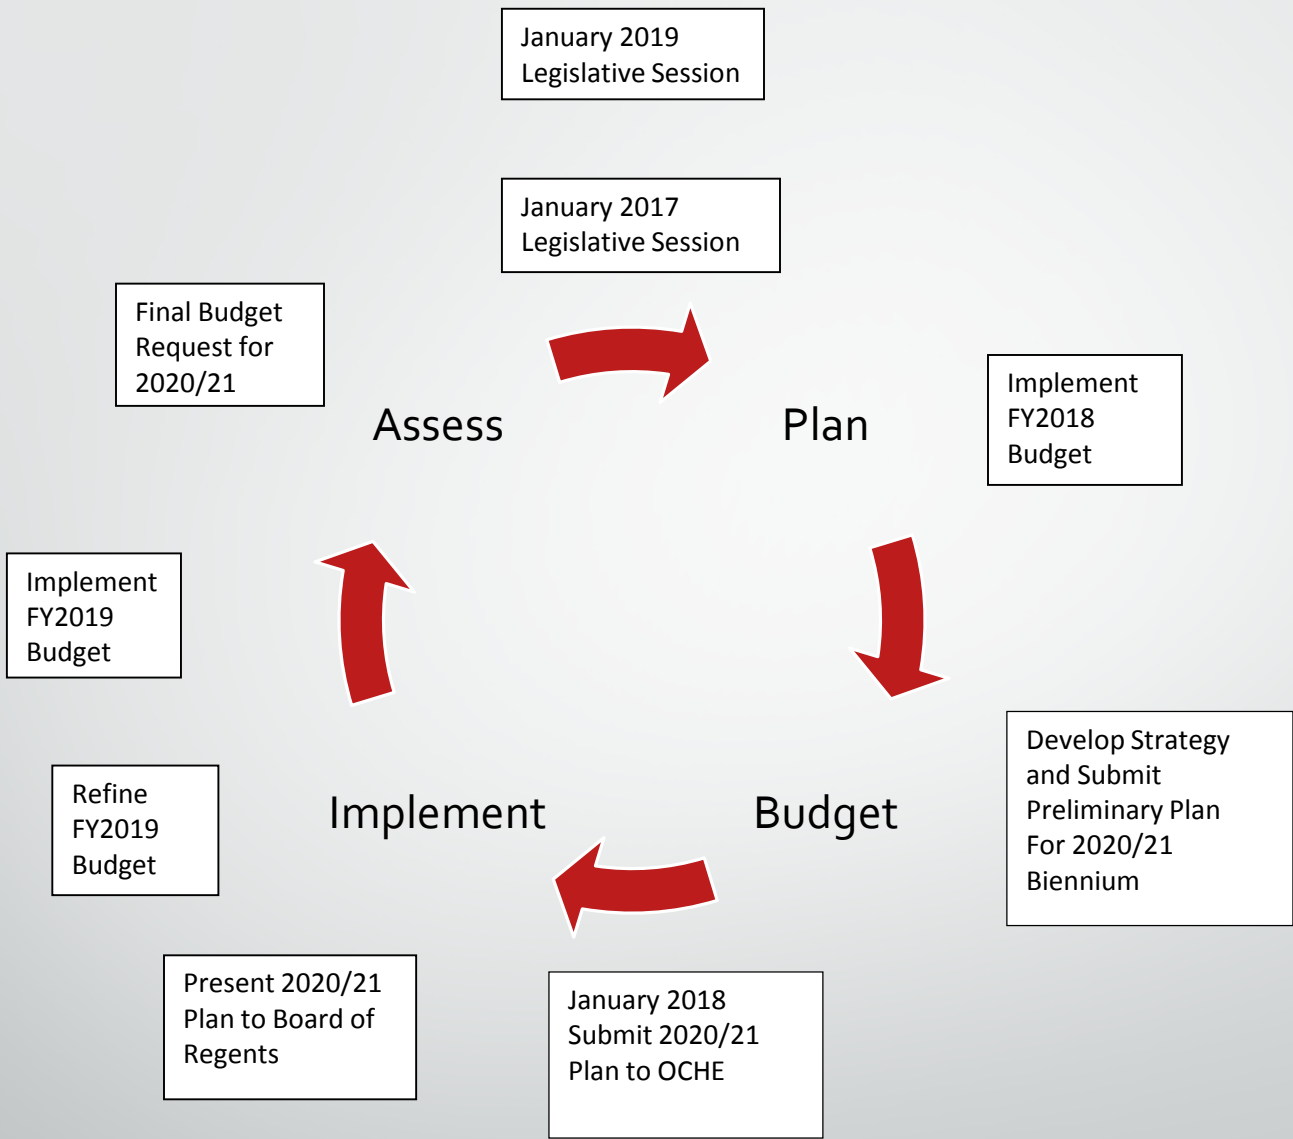 January 2019
Legislative Session
January 2017
Legislative Session
Final Budget
Request for
2020/21
Assess
Plan
Implement
FY2018
Budget
Implement
FY2019
Budget
Develop Strategy
and Submit
Preliminary Plan
For 2020/21
Biennium
Refine
FY2019
Budget
Implement
Budget
Present 2020/21
Plan to Board of
Regents
January 2018
Submit 2020/21
Plan to OCHE